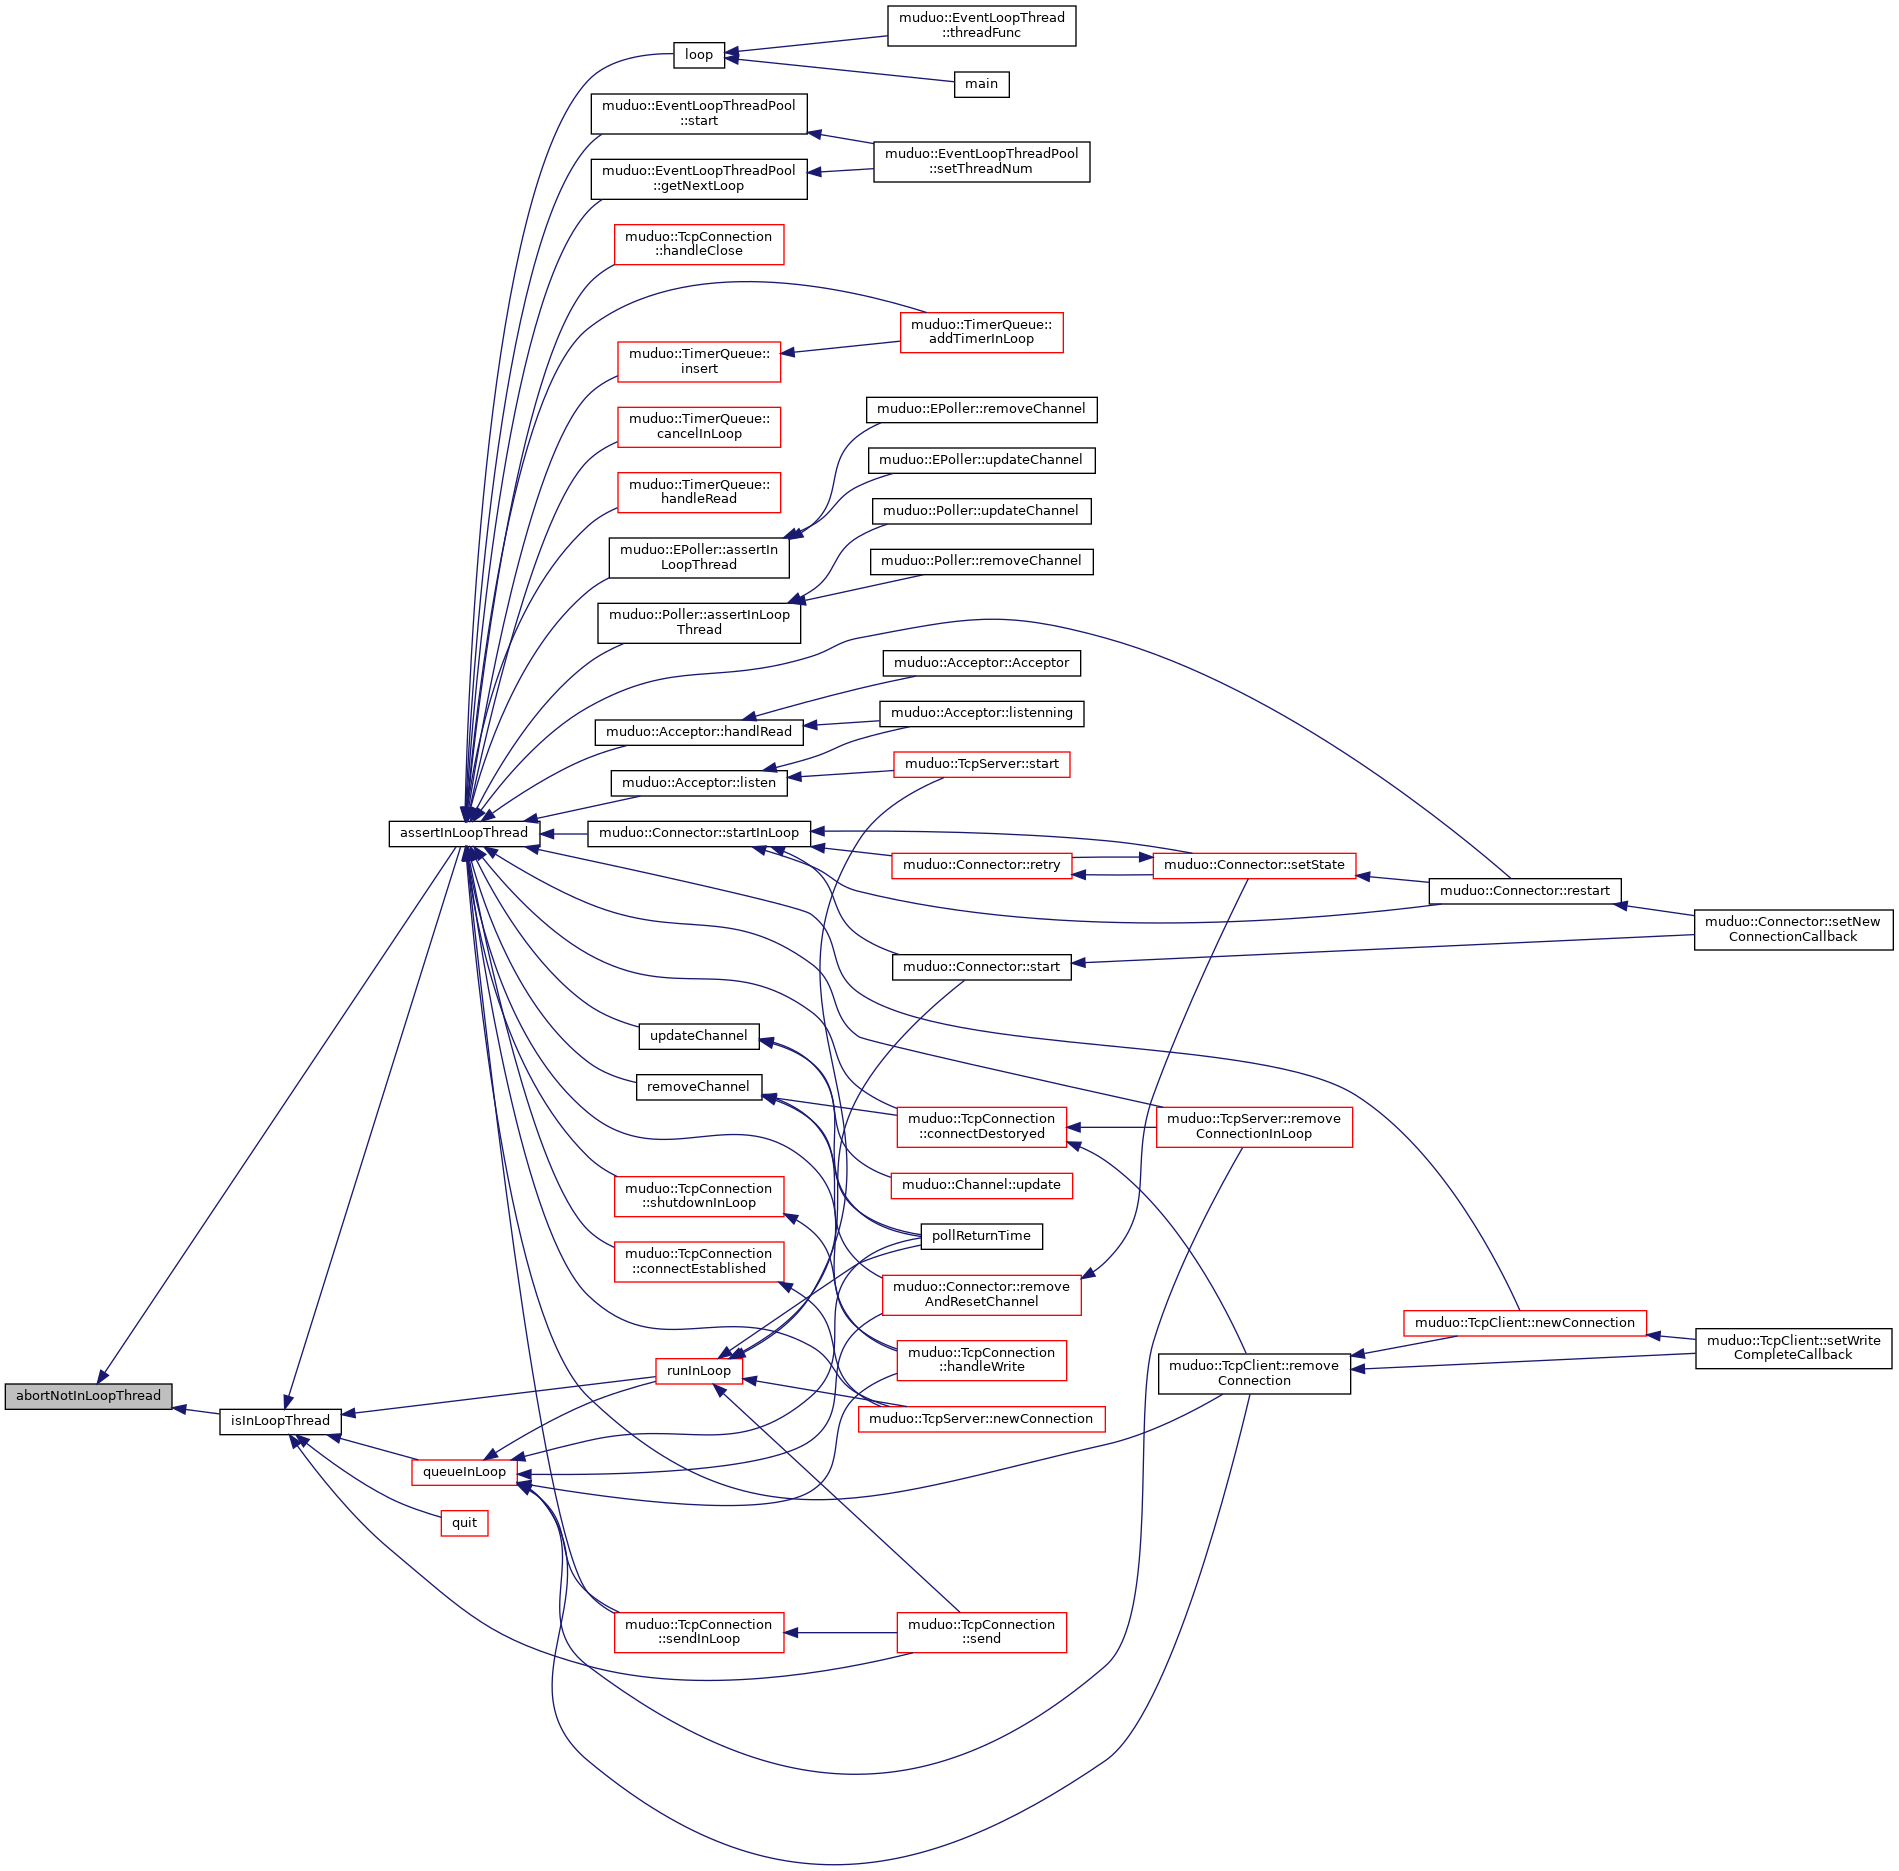 muduo::EventLoopThread
::threadFunc
loop
main
muduo::EventLoopThreadPool
::start
muduo::EventLoopThreadPool
::setThreadNum
muduo::EventLoopThreadPool
::getNextLoop
muduo::TcpConnection
::handleClose
muduo::TimerQueue::
addTimerInLoop
muduo::TimerQueue::
insert
muduo::TimerQueue::
cancelInLoop
muduo::EPoller::removeChannel
muduo::EPoller::updateChannel
muduo::TimerQueue::
handleRead
muduo::Poller::updateChannel
muduo::EPoller::assertIn
LoopThread
muduo::Poller::removeChannel
muduo::Poller::assertInLoop
Thread
muduo::Acceptor::Acceptor
muduo::Acceptor::listenning
muduo::Acceptor::handlRead
muduo::TcpServer::start
muduo::Acceptor::listen
assertInLoopThread
muduo::Connector::startInLoop
muduo::Connector::retry
muduo::Connector::setState
muduo::Connector::restart
muduo::Connector::setNew
ConnectionCallback
muduo::Connector::start
updateChannel
removeChannel
muduo::TcpConnection
::connectDestoryed
muduo::TcpServer::remove
ConnectionInLoop
muduo::Channel::update
muduo::TcpConnection
::shutdownInLoop
pollReturnTime
muduo::TcpConnection
::connectEstablished
muduo::Connector::remove
AndResetChannel
muduo::TcpClient::newConnection
muduo::TcpClient::setWrite
CompleteCallback
muduo::TcpConnection
::handleWrite
muduo::TcpClient::remove
Connection
runInLoop
abortNotInLoopThread
isInLoopThread
muduo::TcpServer::newConnection
queueInLoop
quit
muduo::TcpConnection
::sendInLoop
muduo::TcpConnection
::send